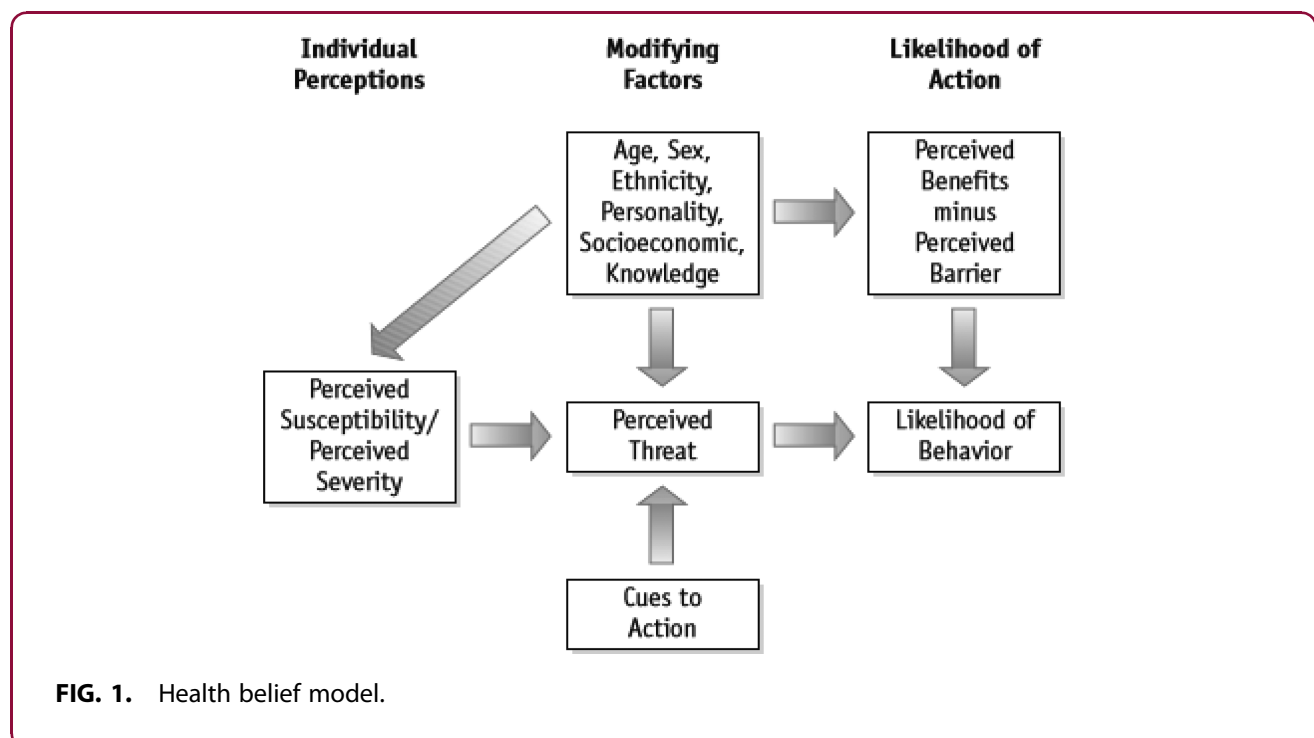 Individual
Perceptions
Modifying
Factors
Likelihood of
Action
Age, Sex,
Ethnicity,
Personality,
Socioeconomic,
Knowledge
Perceived
Benefits
minus
Perceived
Barrier
Perceived
Susceptibility/
Perceived
Severity
Perceived
Threat
Likelihood of
Behavior
Cues to
Action
FIG. 1. Health belief model.